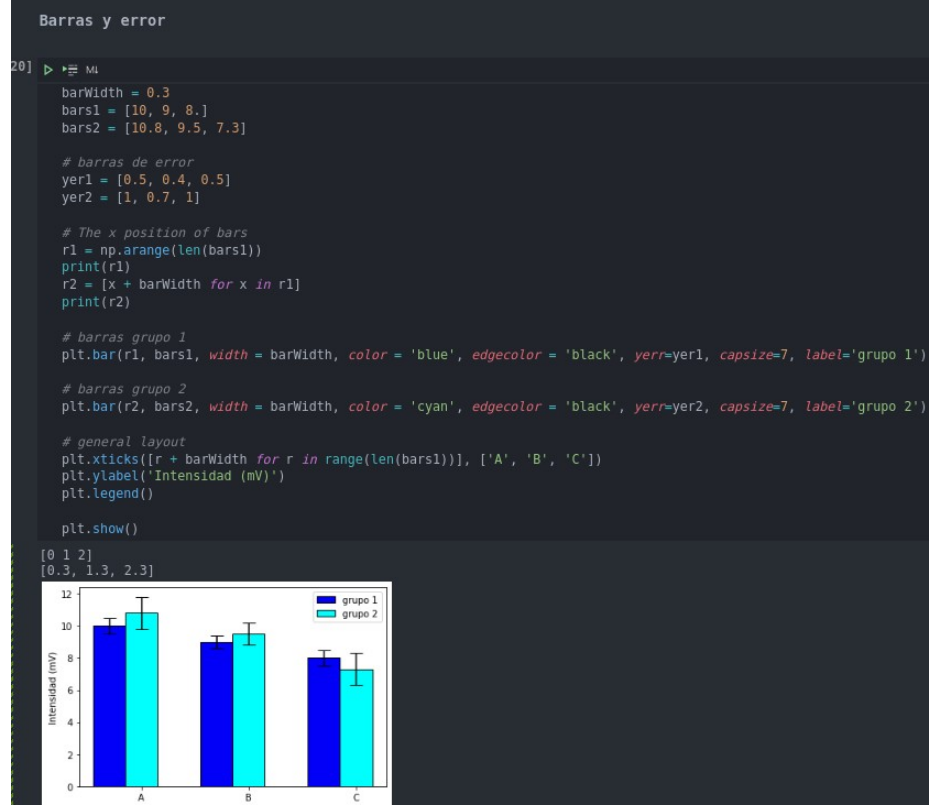 Barras y error
20] M↓
barWidth = 0.3
bars1 = [10, 9, 8.]
bars2 = [10.8, 9.5, 7.3]
# barras de error
yer1 = [0.5, 0.4, 0.5]
yer2 = [1, 0.7, 1]
# The x position of bars
r1 = np.arange(len(bars1))
print(r1)
r2 = [x + barWidth for x in r1]
print(r2)
# barras grupo 1
plt.bar(r1, bars1, width = barWidth, color = 'blue', edgecolor = 'black', yerr=yer1, capsize=7, label='grupo 1')
# barras grupo 2
plt.bar(r2, bars2, width = barWidth, color = 'cyan', edgecolor = 'black', yerr=yer2, capsize=7, label='grupo 2')
# general layout
plt.xticks([r + barWidth for r in range(len(bars1))], ['A', 'B', 'C'])
plt.ylabel('Intensidad (mV)')
plt.legend()
plt.show()
[0 1 2]
[0.3, 1.3, 2.3]
grupo 1
grupo 2
Intensidad (mV)
12
10
8
6
4
2
0
A B C